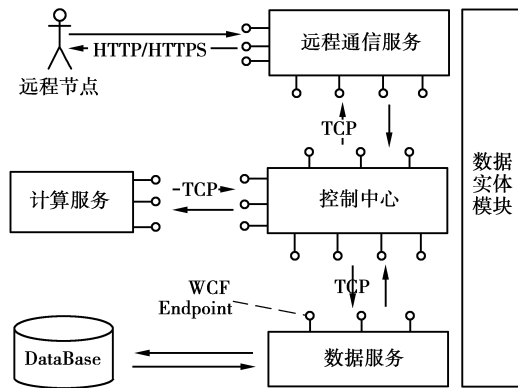 远程通信服务
HTTP/HTTPS
远程节点
TCP
数据
实体
模块
计算服务
TCP
控制中心
WCF
Endpoint
TCP
DataBase
数据服务